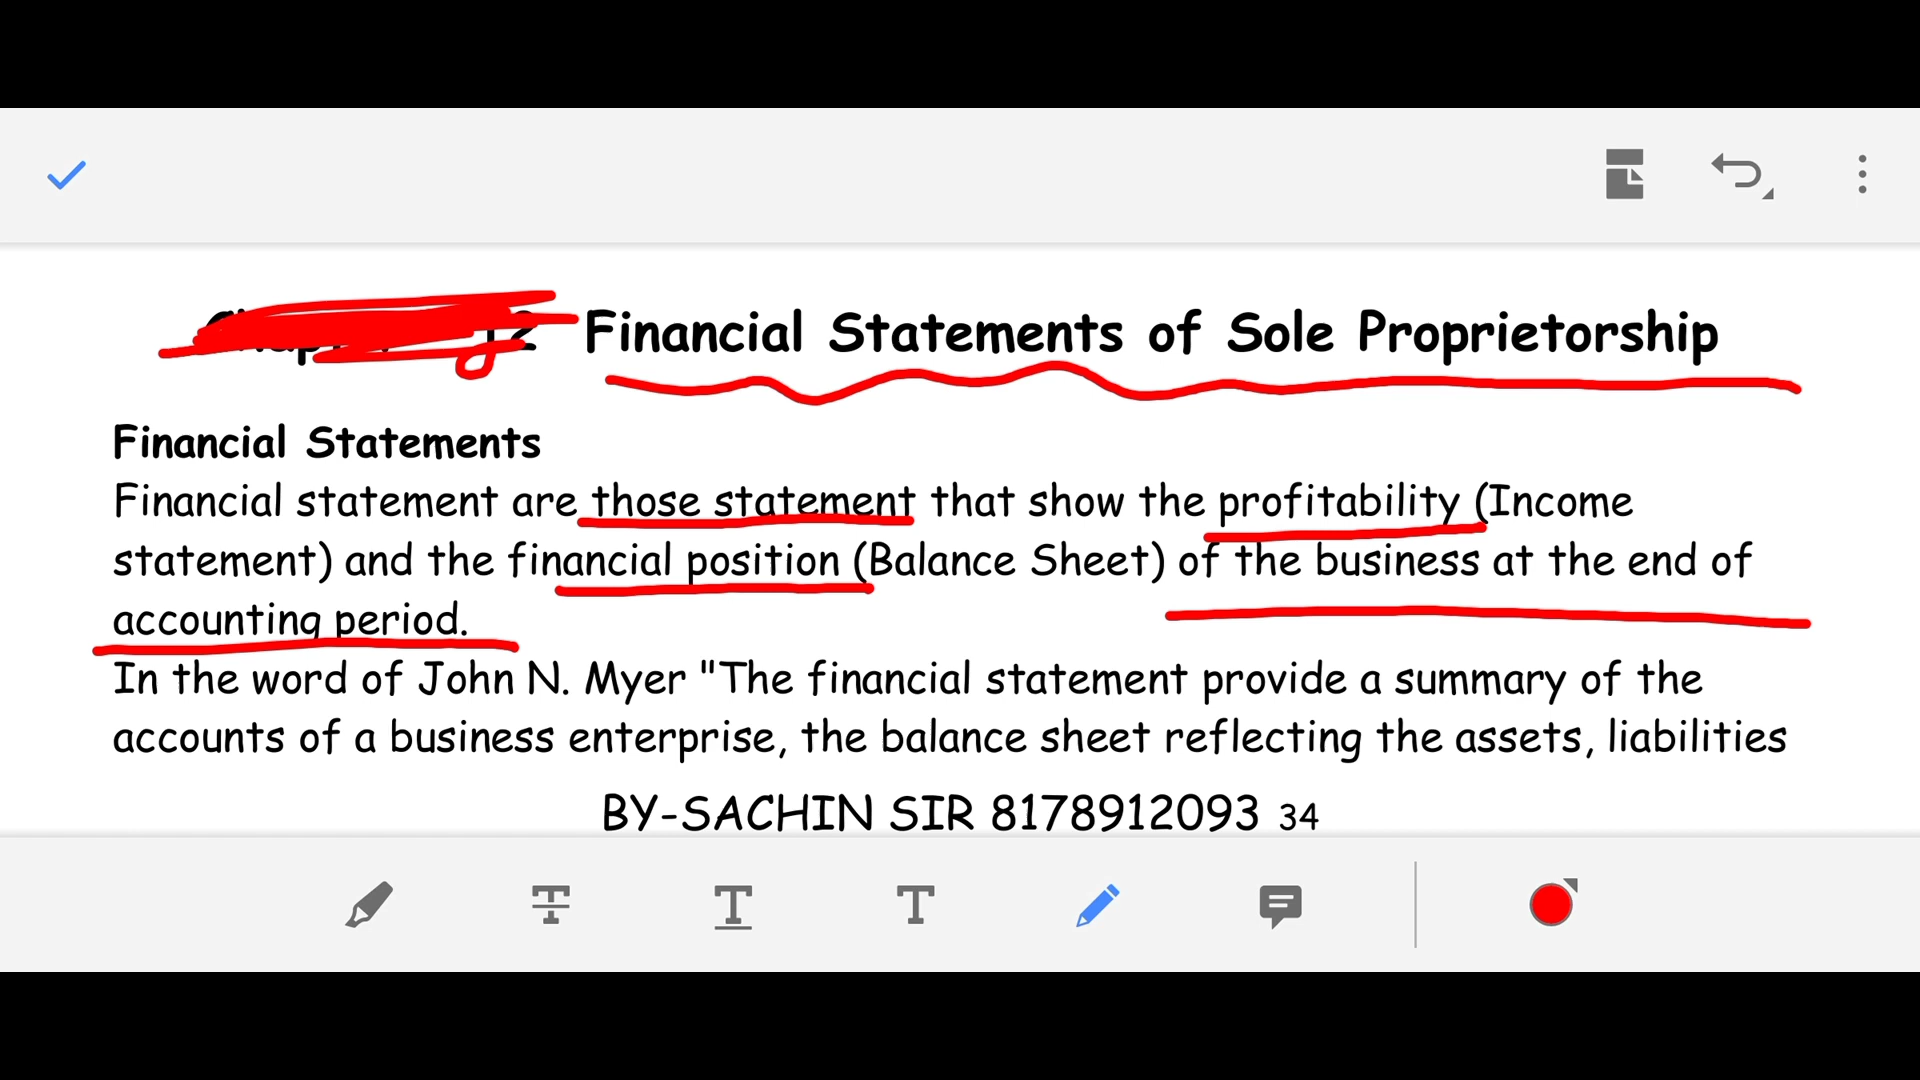 Financial Statements of Sole Proprietorship
Financial Statements
Financial statement are those statement that show the profitability (Income
statement) and the financial position (Balance Sheet) of the business at the end of
accounting period.
In the word of John N. Myer "The financial statement provide a summary of the
accounts of a business enterprise, the balance sheet reflecting the assets, liabilities
BY-SACHIN SIR 8178912093 34